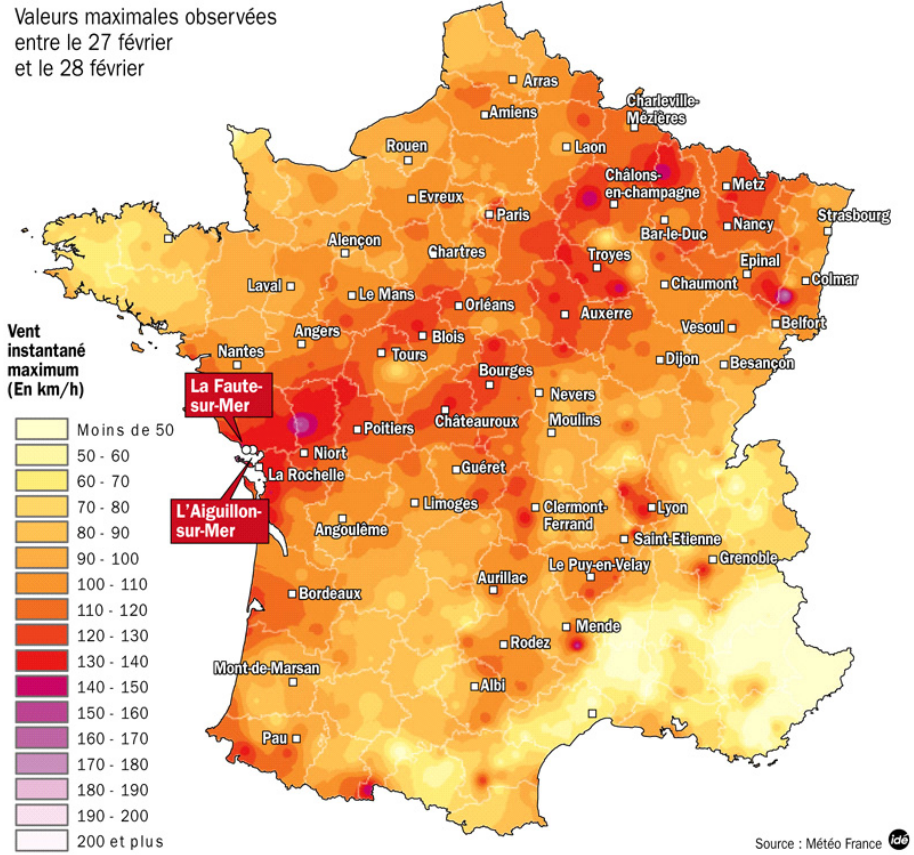 Valeurs maximales observées
entre le 27 février
et le 28 février
Arras
Amiens
Charleville-
Mézières
Rouen
Laon
Châlons-
en-champagne
Metz
Evreux
Paris
Strasbourg
Nancy
Bar-le-Duc
Alençon
Chartres
Troyes
Epinal
Laval
Le Mans
Chaumont
Colmar
Orléans
Auxerre
Vesoul
Belfort
Angers
Blois
Nantes
Tours
Dijon
Besançon
Bourges
Nevers
Châteauroux
Moulins
Poitiers
Niort
La Rochelle
Guéret
Limoges
Clermont-
Ferrand
Lyon
Angoulême
Saint-Etienne
Grenoble
Le Puy-en-Velay
Aurillac
Bordeaux
Mende
Rodez
Mont-de-Marsan
Albi
Pau
La Faute-
sur-Mer
L'Aiguillon-
sur-Mer
Vent
instantané
maximum
(En km/h)
Moins de 50
50 - 60
60 - 70
70 - 80
80 - 90
90 - 100
100 - 110
110 - 120
120 - 130
130 - 140
140 - 150
150 - 160
160 - 170
170 - 180
180 - 190
190 - 200
200 et plus
Source : Météo France
idé